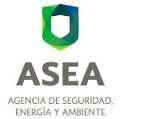 ASEA
AGENCIA DE SEGURIDAD,
ENERGÍA Y AMBIENTE